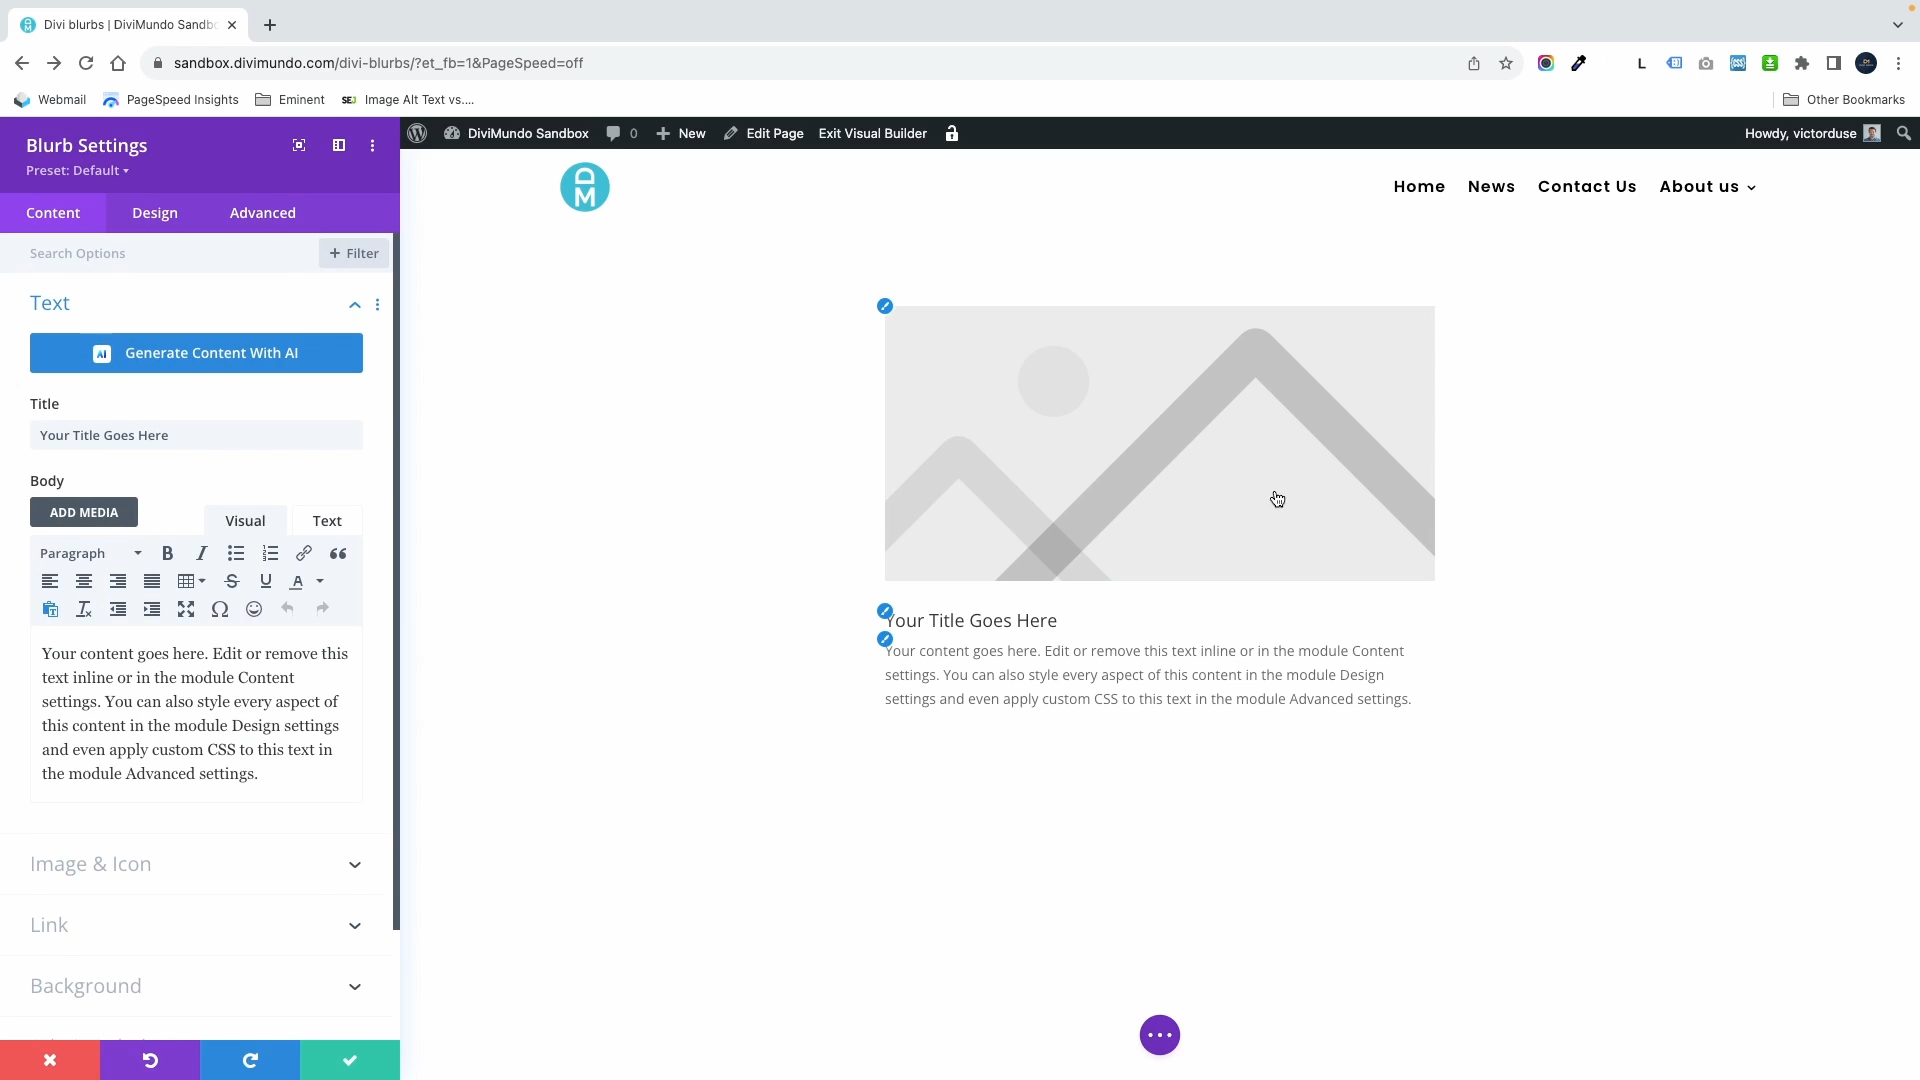 Divi blurbs | DiviMundo Sandbo
sandbox.divimundo.com/divi-blurbs/?et_fb=1&PageSpeed=off
Webmail
PageSpeed Insights
Eminent
SEJ Image Alt Text vs....
Other Bookmarks
Blurb Settings
Preset: Default
DiviMundo Sandbox
0
New
Edit Page
Exit Visual Builder
Howdy, victorduse
Content
Design
Advanced
Home
News
Contact Us
About us
Search Options
+ Filter
Text
AI Generate Content With AI
Title
Your Title Goes Here
Body
ADD MEDIA
Visual
Text
Paragraph
Your content goes here. Edit or remove this
text inline or in the module Content
settings. You can also style every aspect of
this content in the module Design settings
and even apply custom CSS to this text in
the module Advanced settings.
Your Title Goes Here
Your content goes here. Edit or remove this text inline or in the module Content
settings. You can also style every aspect of this content in the module Design
settings and even apply custom CSS to this text in the module Advanced settings.
Image & Icon
Link
Background